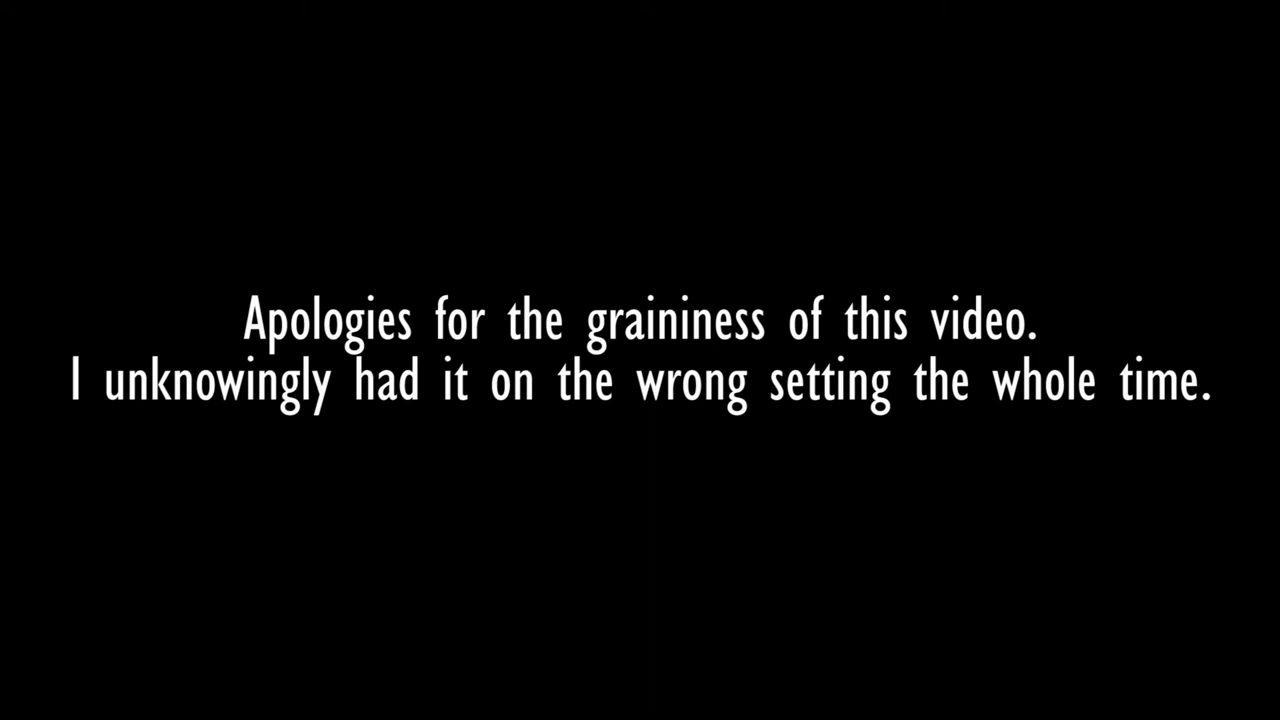 Apologies for the graininess of this video.
I unknowingly had it on the wrong setting the whole time.